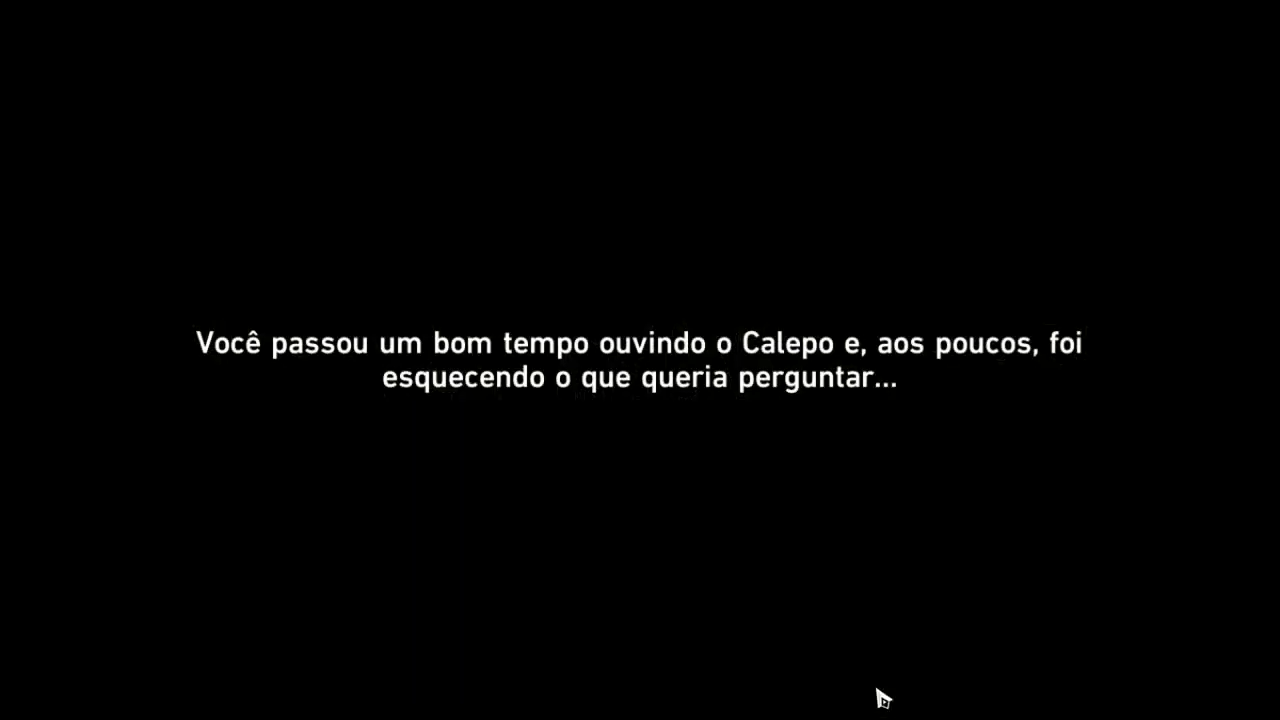 Você passou um bom tempo ouvindo o Calepo e, aos poucos, foi
esquecendo o que queria perguntar...